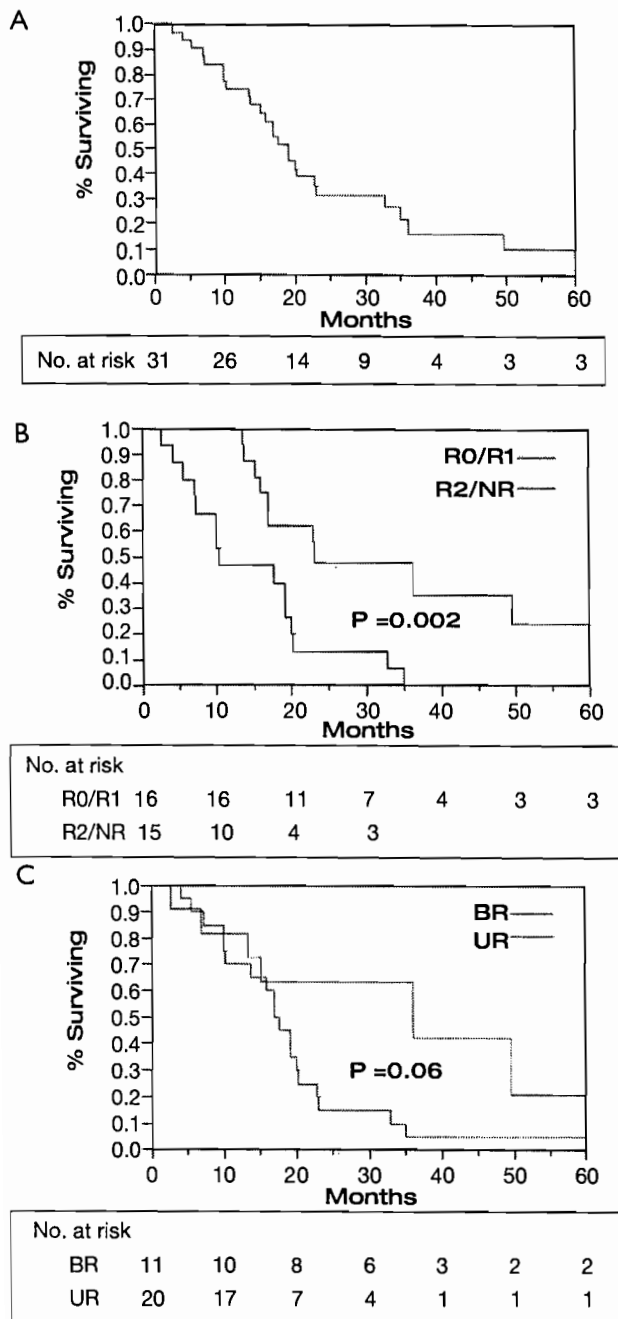 A
% Surviving
1.0
0.9
0.8
0.7
0.6
0.5
0.4
0.3
0.2
0.1
0.0
0 10 20 30 40 50 60
Months
No. at risk 31 26 14 9 4 3 3
B
% Surviving
1.0
0.9
0.8
0.7
0.6
0.5
0.4
0.3
0.2
0.1
0.0
R0/R1
R2/NR
P =0.002
0 10 20 30 40 50 60
Months
No. at risk
R0/R1 16 16 11 7 4 3 3
R2/NR 15 10 4 3
C
% Surviving
1.0
0.9
0.8
0.7
0.6
0.5
0.4
0.3
0.2
0.1
0.0
BR
UR
P =0.06
0 10 20 30 40 50 60
Months
No. at risk
BR 11 10 8 6 3 2 2
UR 20 17 7 4 1 1 1